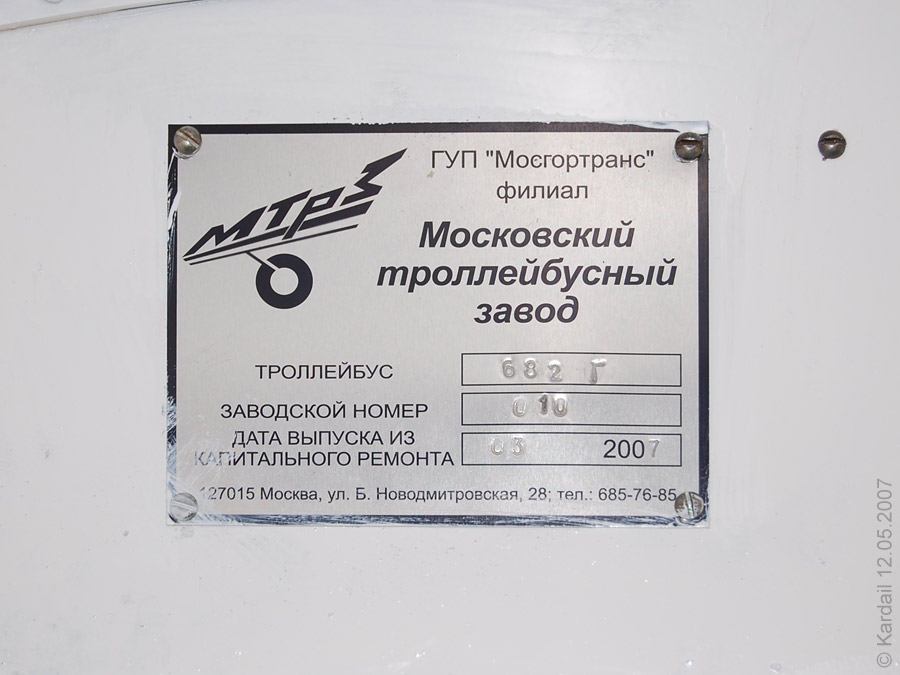 МТрЗ
ГУП "Мосгортранс"
филиал
Московский
троллейбусный
завод
ТРОЛЛЕЙБУС 682 Г
ЗАВОДСКОЙ НОМЕР 010
ДАТА ВЫПУСКА ИЗ
КАПИТАЛЬНОГО РЕМОНТА 03 2007
127015 Москва, ул. Б. Новодмитровская, 28; тел.: 685-76-85
© Kardail 12.05.2007